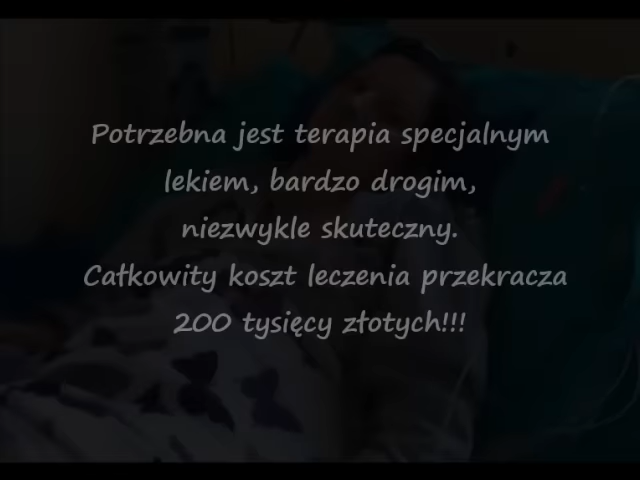 Potrzebna jest terapia specjalnym
lekiem, bardzo drogim,
niezwykle skuteczny.
Całkowity koszt leczenia przekracza
200 tysięcy złotych!!!